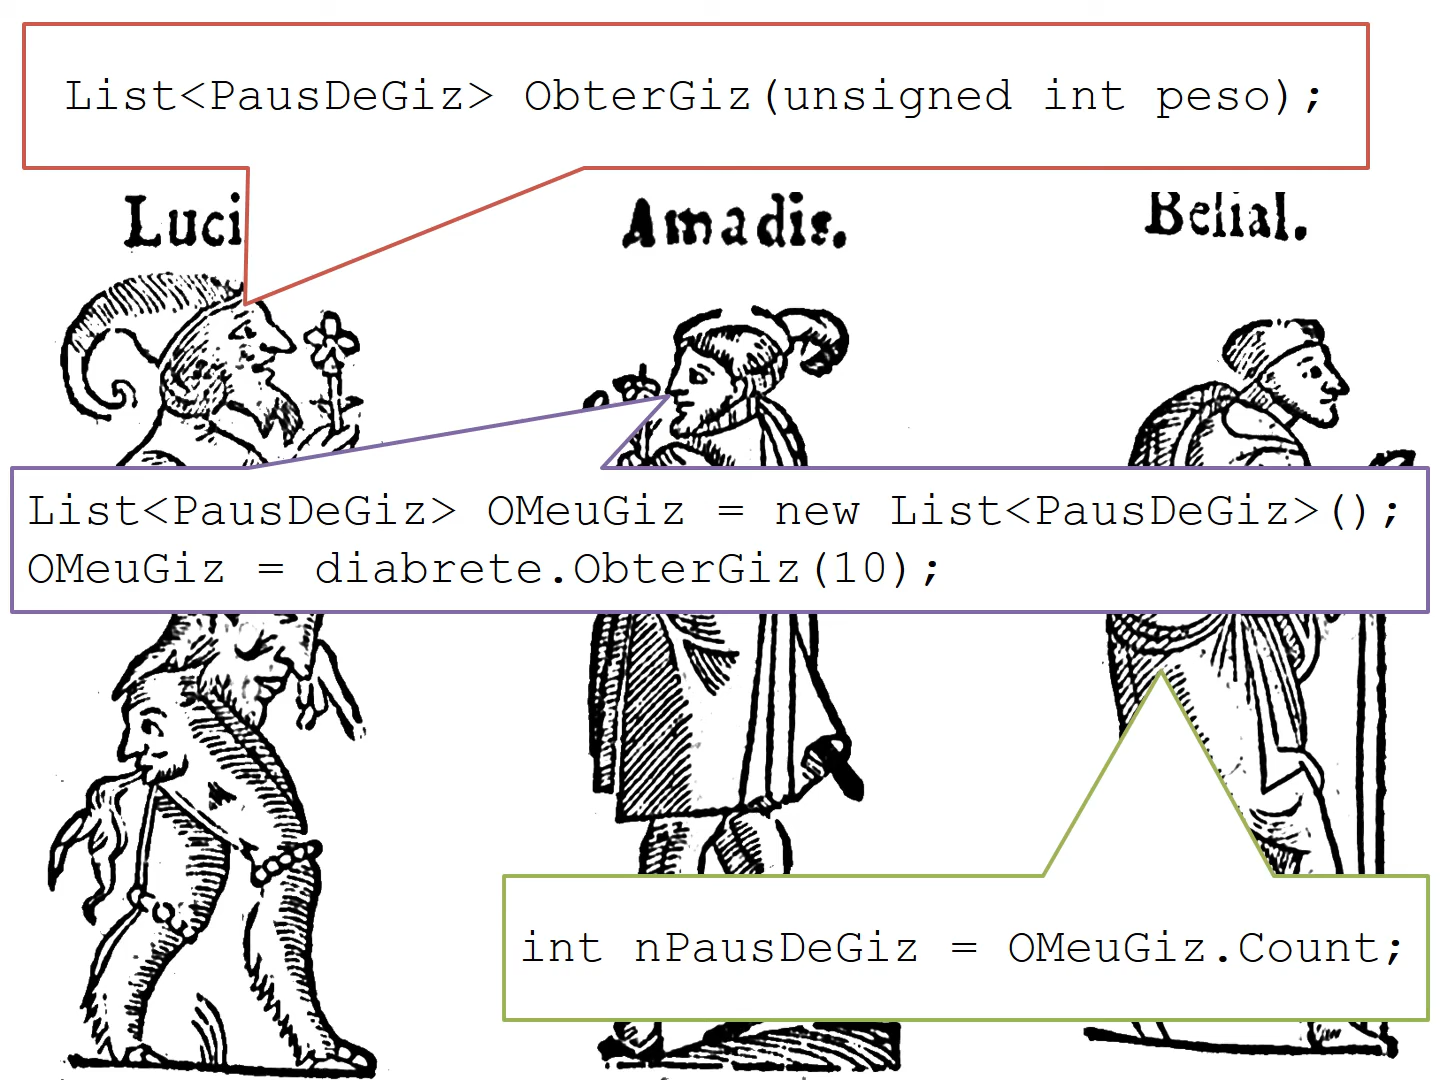 List<PausDeGiz> ObterGiz(unsigned int peso);
Luci
Amadis.
Belial.
List<PausDeGiz> OMeuGiz = new List<PausDeGiz>();
OMeuGiz = diabrete.ObterGiz(10);
int nPausDeGiz = OMeuGiz.Count;